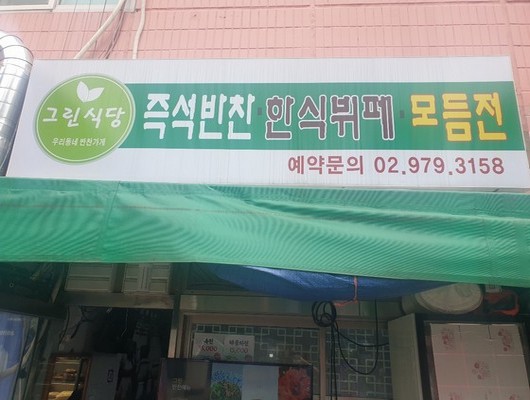 그린식당
우리동네 반찬가게
즉석반찬·한식뷔페·모듬전
예약문의 02.979.3158